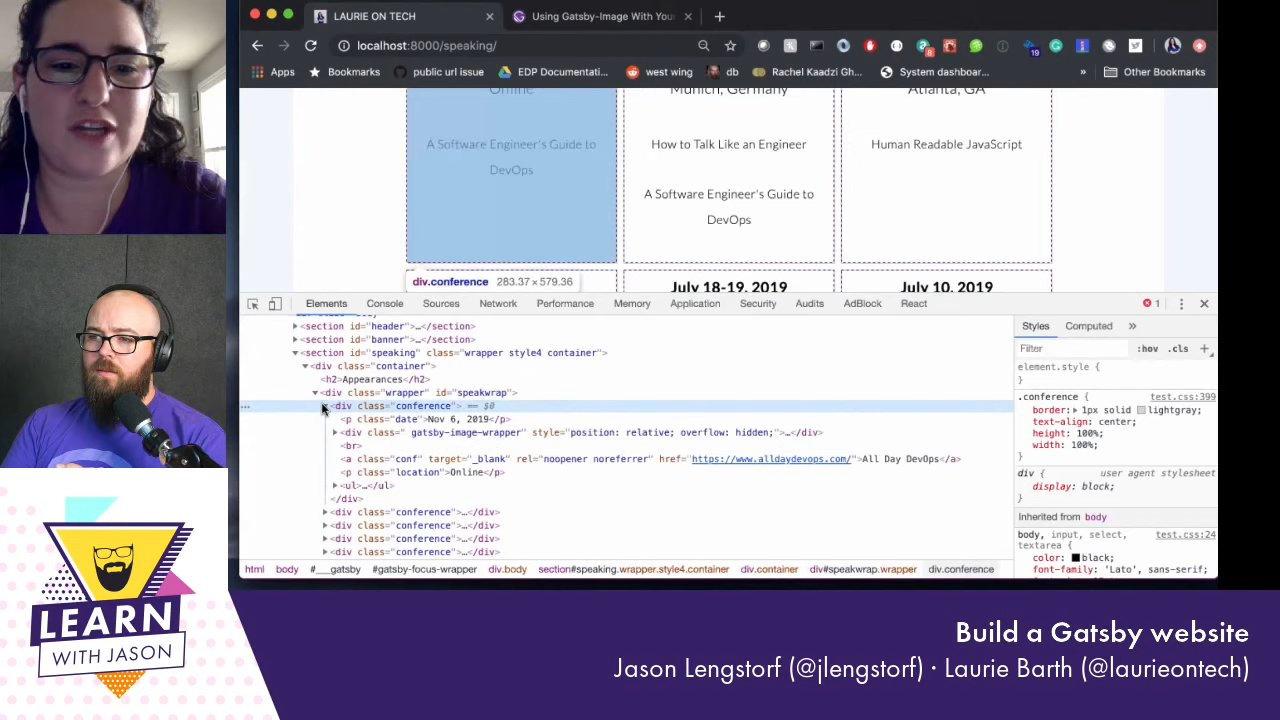 LAURIE ON TECH
Using Gatsby-Image With Your
localhost:8000/speaking/
8
19
Apps
Bookmarks
public url issue
EDP Documentati...
west wing
db
Rachel Kaadzi Gh...
System dashboar...
»
Other Bookmarks
Online
Munich, Germany
Atlanta, GA
A Software Engineer's Guide to
DevOps
How to Talk Like an Engineer
A Software Engineer's Guide to
DevOps
Human Readable JavaScript
div.conference 283.37 × 579.36
July 18-19, 2019
July 10, 2019
Elements
Console
Sources
Network
Performance
Memory
Application
Security
Audits
AdBlock
React
1
<section id="header">…</section>
<section id="banner">…</section>
<section id="speaking" class="wrapper style4 container">
<div class="container">
<h2>Appearances</h2>
<div class="wrapper" id="speakwrap">
<div class="conference"> == $0
<p class="date">Nov 6, 2019</p>
<div class=" gatsby-image-wrapper" style="position: relative; overflow: hidden;">…</div>
<br>
<a class="conf" target="_blank" rel="noopener noreferrer" href="https://www.alldaydevops.com/">All Day DevOps</a>
<p class="location">Online</p>
<ul>…</ul>
</div>
<div class="conference">…</div>
<div class="conference">…</div>
<div class="conference">…</div>
<div class="conference">…</div>
html body #___gatsby #gatsby-focus-wrapper div.body section#speaking.wrapper.style4.container div.container div#speakwrap.wrapper div.conference
Styles
Computed
»
Filter
:hov .cls +
element.style {
}
.conference { test.css:399
border: 1px solid lightgray;
text-align: center;
height: 100%;
width: 100%;
}
div { user agent stylesheet
display: block;
}
Inherited from body
body, input, select, test.css:24
textarea {
color: black;
font-family: 'Lato', sans-serif;
LEARN
WITH JASON
Build a Gatsby website
Jason Lengstorf (@jlengstorf) · Laurie Barth (@laurieontech)